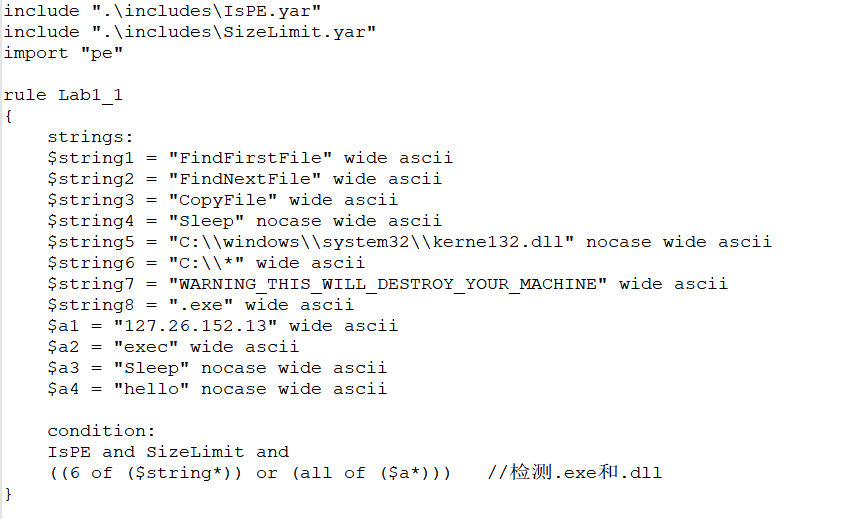 include ".\includes\IsPE.yar"
include ".\includes\SizeLimit.yar"
import "pe"
rule Lab1_1
{
strings:
$string1 = "FindFirstFile" wide ascii
$string2 = "FindNextFile" wide ascii
$string3 = "CopyFile" wide ascii
$string4 = "Sleep" nocase wide ascii
$string5 = "C:\\windows\\system32\\kerne132.dll" nocase wide ascii
$string6 = "C:\\*" wide ascii
$string7 = "WARNING_THIS_WILL_DESTROY_YOUR_MACHINE" wide ascii
$string8 = ".exe" wide ascii
$a1 = "127.26.152.13" wide ascii
$a2 = "exec" wide ascii
$a3 = "Sleep" nocase wide ascii
$a4 = "hello" nocase wide ascii
condition:
IsPE and SizeLimit and
((6 of ($string*)) or (all of ($a*))) //检测.exe和.dll
}